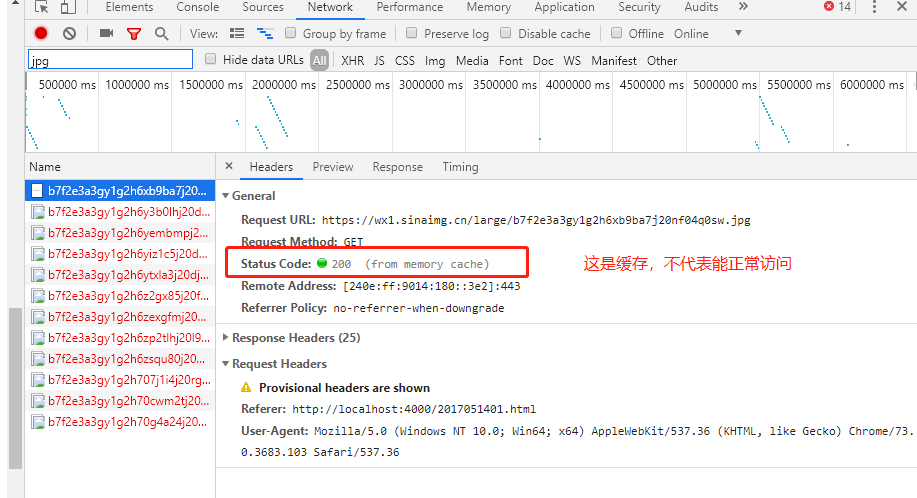 Elements Console Sources Network Performance Memory Application Security Audits » 14
View: Group by frame Preserve log Disable cache Offline Online
jpg Hide data URLs All XHR JS CSS Img Media Font Doc WS Manifest Other
500000 ms 1000000 ms 1500000 ms 2000000 ms 2500000 ms 3000000 ms 3500000 ms 4000000 ms 4500000 ms 5000000 ms 5500000 ms 6000000 ms
Name
b7f2e3a3gy1g2h6xb9ba7j20...
b7f2e3a3gy1g2h6y3b0lhj20d...
b7f2e3a3gy1g2h6yembmpj2...
b7f2e3a3gy1g2h6yiz1c5j20d...
b7f2e3a3gy1g2h6ytxla3j20dj...
b7f2e3a3gy1g2h6z2gx85j20f...
b7f2e3a3gy1g2h6zexgfmj20...
b7f2e3a3gy1g2h6zp2tlhj20l9...
b7f2e3a3gy1g2h6zsqu80j20...
b7f2e3a3gy1g2h707j1i4j20rg...
b7f2e3a3gy1g2h70cwm2tj20...
b7f2e3a3gy1g2h70g4a24j20...
× Headers Preview Response Timing
General
Request URL: https://wx1.sinaimg.cn/large/b7f2e3a3gy1g2h6xb9ba7j20nf04q0sw.jpg
Request Method: GET
Status Code: 200 (from memory cache)
这是缓存，不代表能正常访问
Remote Address: [240e:ff:9014:180::3e2]:443
Referrer Policy: no-referrer-when-downgrade
Response Headers (25)
Request Headers
Provisional headers are shown
Referer: http://localhost:4000/2017051401.html
User-Agent: Mozilla/5.0 (Windows NT 10.0; Win64; x64) AppleWebKit/537.36 (KHTML, like Gecko) Chrome/73.
0.3683.103 Safari/537.36